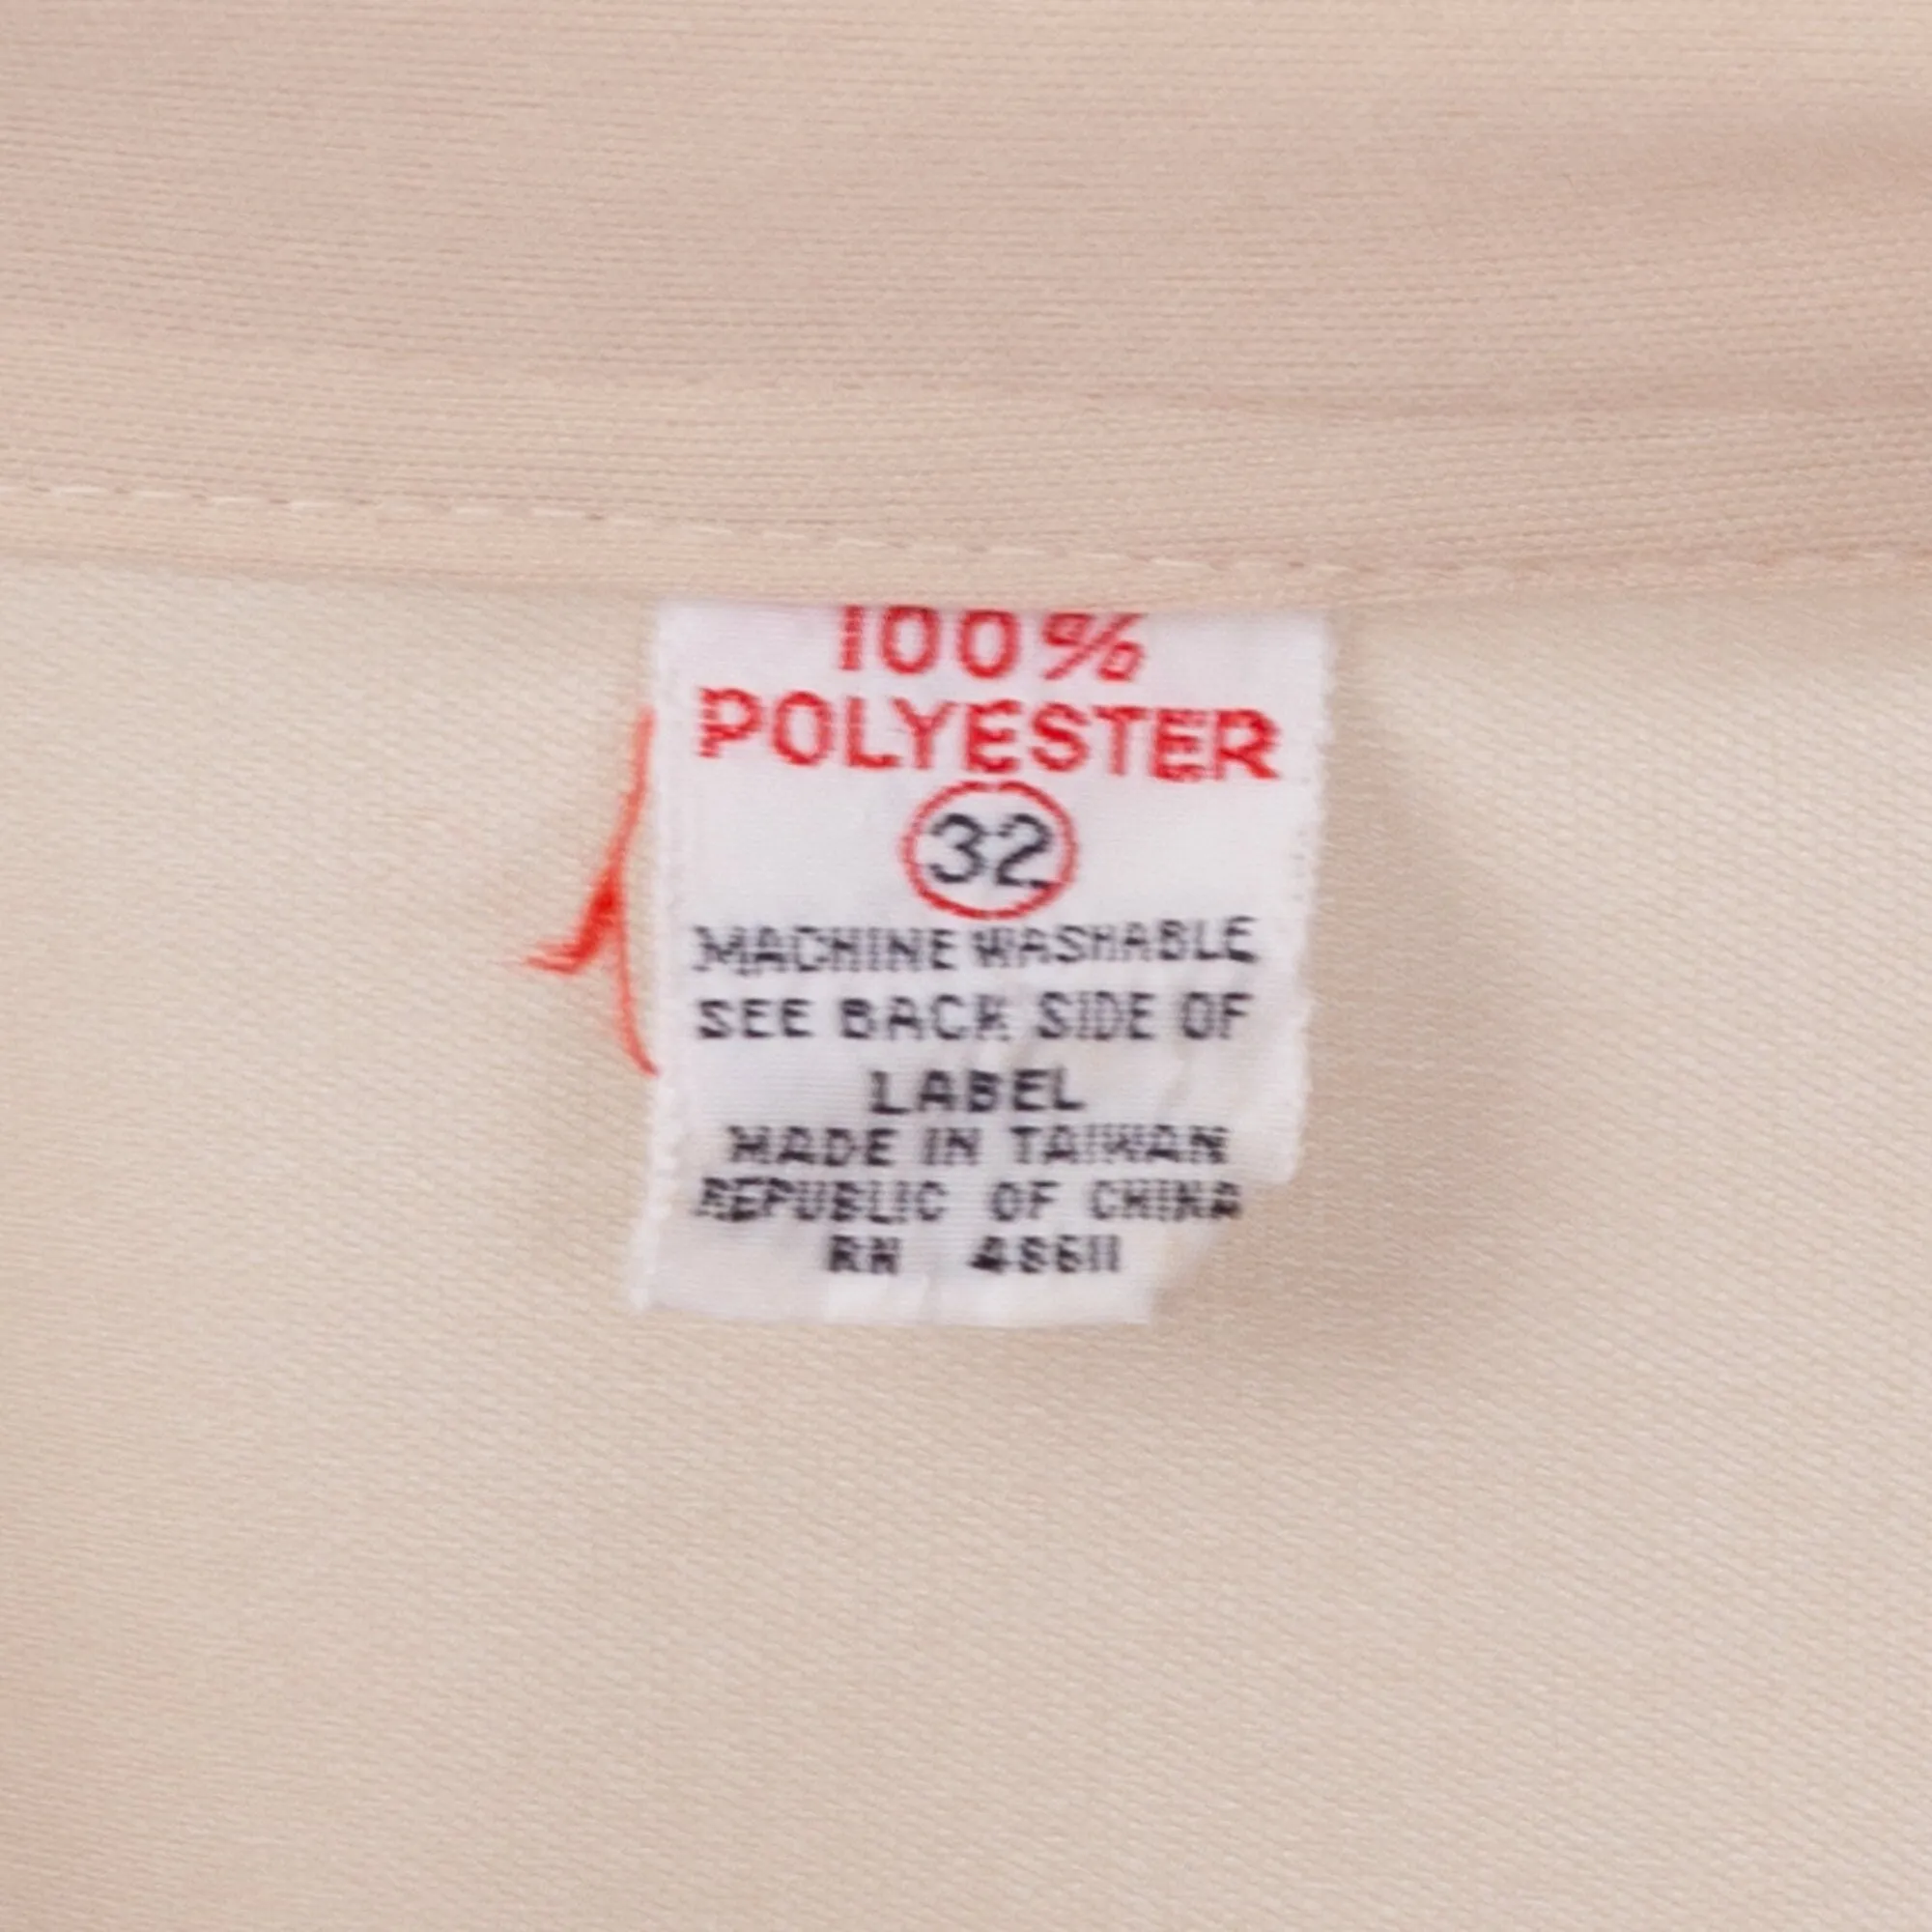 100%
POLYESTER
32
MACHINE WASHABLE
SEE BACK SIDE OF
LABEL
MADE IN TAIWAN
REPUBLIC OF CHINA
RN 48611